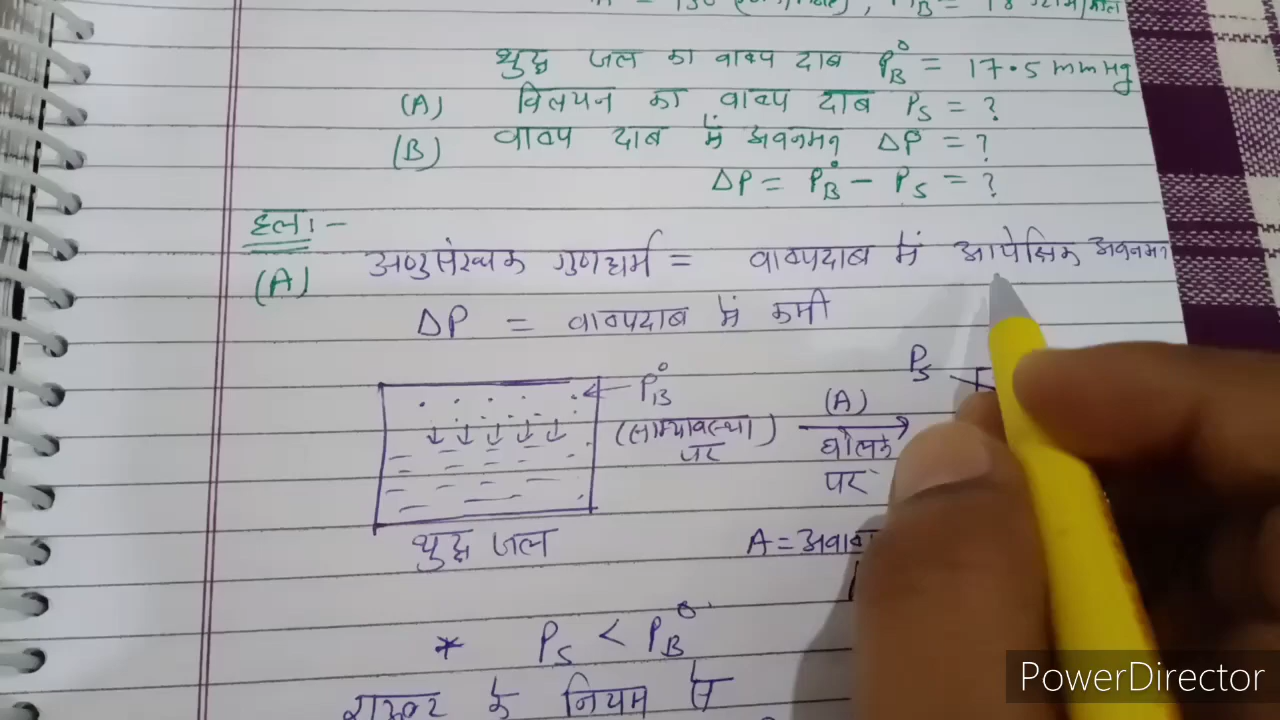 शुद्ध जल का वाष्प दाब P°B = 17.5 mmHg
(A) विलयन का वाष्प दाब Ps = ?
(B) वाष्प दाब में अवनमन ΔP = ?
ΔP = P°B - Ps = ?
हल :-
(A) अणुसंख्यक गुणधर्म = वाष्पदाब में आपेक्षिक अवनमन
ΔP = वाष्पदाब में कमी
P°B
Ps
(साम्यावस्था) पर
(A)
घोलने
पर
शुद्ध जल
A =
* Ps < P°B
राउल्ट के नियम से
PowerDirector